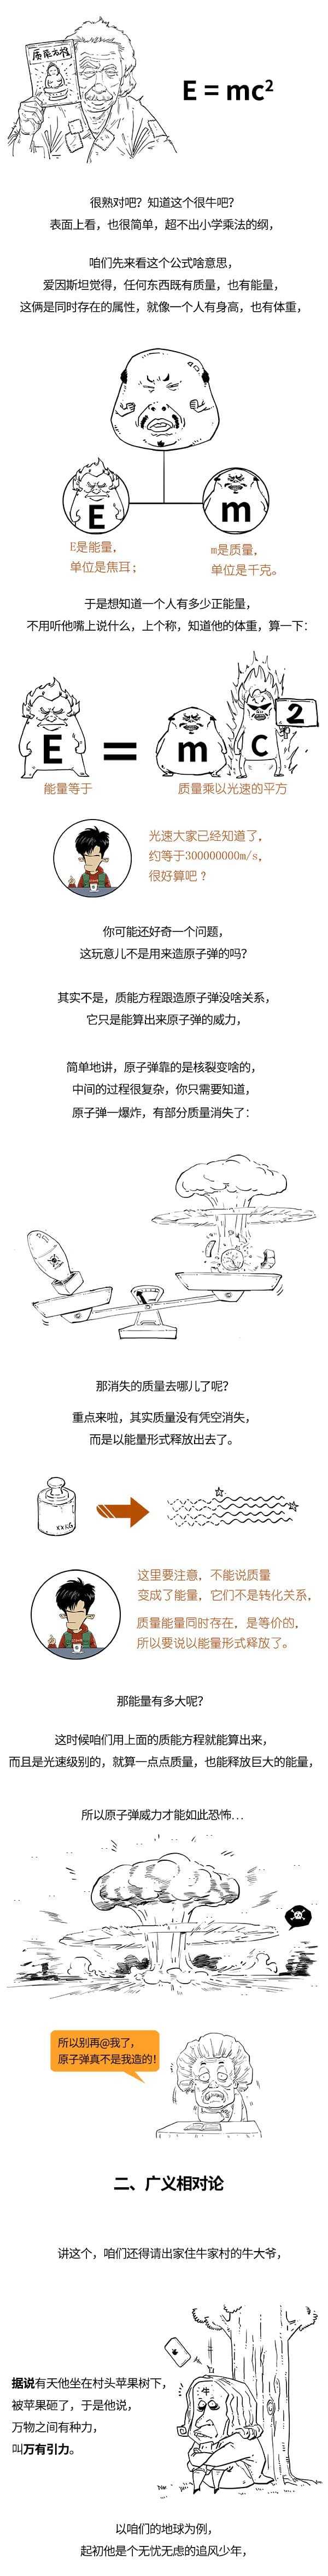 质能方程
E = mc²
很熟对吧？知道这个很牛吧？
表面上看，也很简单，超不出小学乘法的纲，
咱们先来看这个公式啥意思，
爱因斯坦觉得，任何东西既有质量，也有能量，
这俩是同时存在的属性，就像一个人有身高，也有体重，
E
m
E是能量，
单位是焦耳；
m是质量，
单位是千克。
于是想知道一个人有多少正能量，
不用听他嘴上说什么，上个称，知道他的体重，算一下：
E = m c 2
能量等于
质量乘以光速的平方
光速大家已经知道了，
约等于300000000m/s，
很好算吧？
你可能还好奇一个问题，
这玩意儿不是用来造原子弹的吗？
其实不是，质能方程跟造原子弹没啥关系，
它只是能算出来原子弹的威力，
简单地讲，原子弹靠的是核裂变啥的，
中间的过程很复杂，你只需要知道，
原子弹一爆炸，有部分质量消失了：
那消失的质量去哪儿了呢？
重点来啦，其实质量没有凭空消失，
而是以能量形式释放出去了。
XXKG
这里要注意，不能说质量
变成了能量，它们不是转化关系，
质量能量同时存在，是等价的，
所以要说以能量形式释放了。
那能量有多大呢？
这时候咱们用上面的质能方程就能算出来，
而且是光速级别的，就算一点点质量，也能释放巨大的能量，
所以原子弹威力才能如此恐怖...
所以别再@我了，
原子弹真不是我造的！
二、广义相对论
讲这个，咱们还得请出家住牛家村的牛大爷，
据说有天他坐在村头苹果树下，
被苹果砸了，于是他说，
万物之间有种力，
叫万有引力。
牛
以咱们的地球为例，
起初他是个无忧无虑的追风少年，